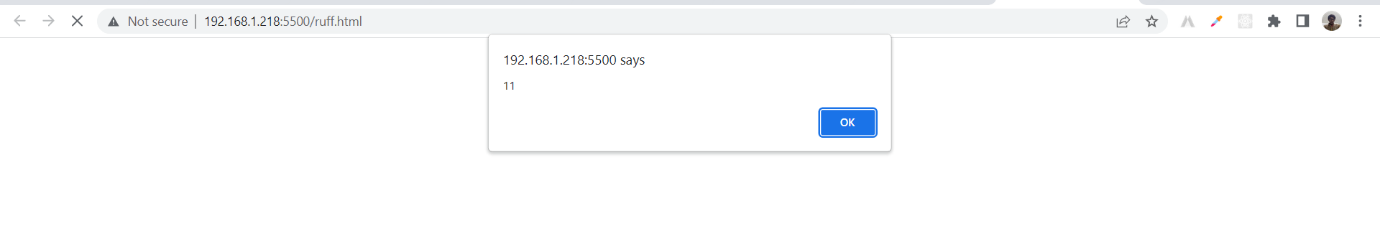 Not secure | 192.168.1.218:5500/ruff.html
192.168.1.218:5500 says
11
OK